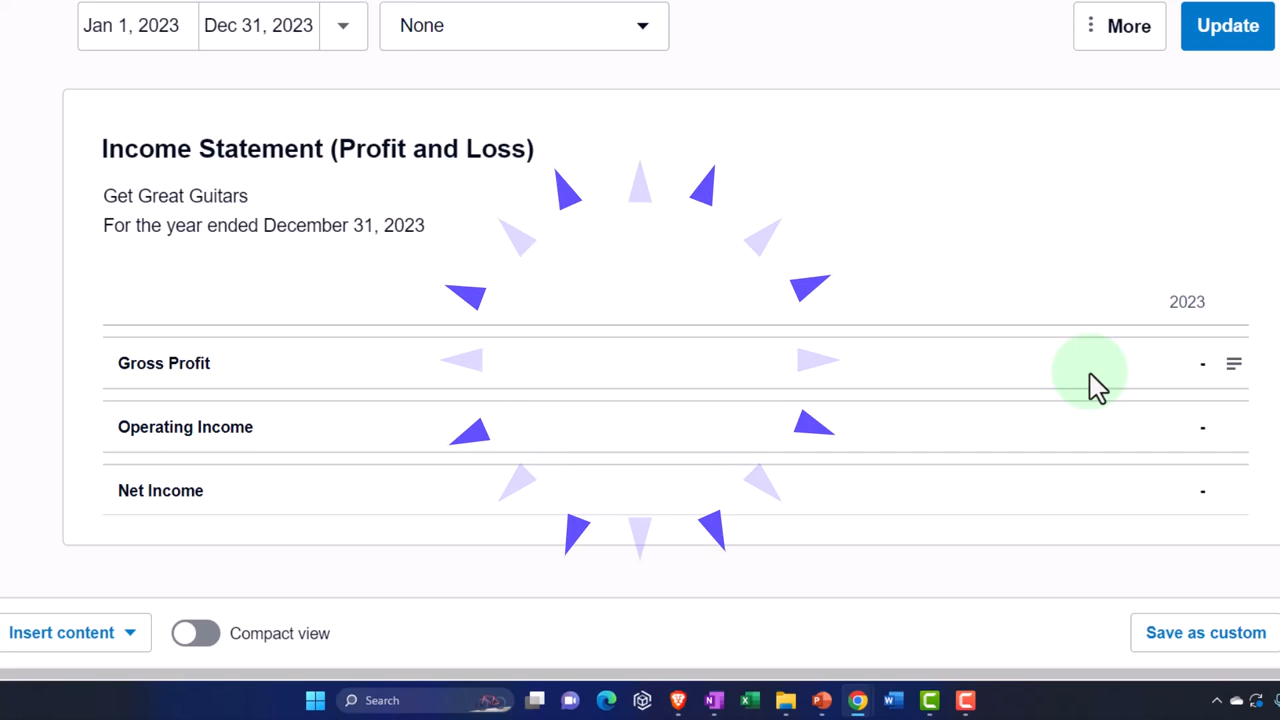 Jan 1, 2023 Dec 31, 2023 None More Update
Income Statement (Profit and Loss)
Get Great Guitars
For the year ended December 31, 2023
2023
Gross Profit -
Operating Income -
Net Income -
Insert content Compact view Save as custom
Search